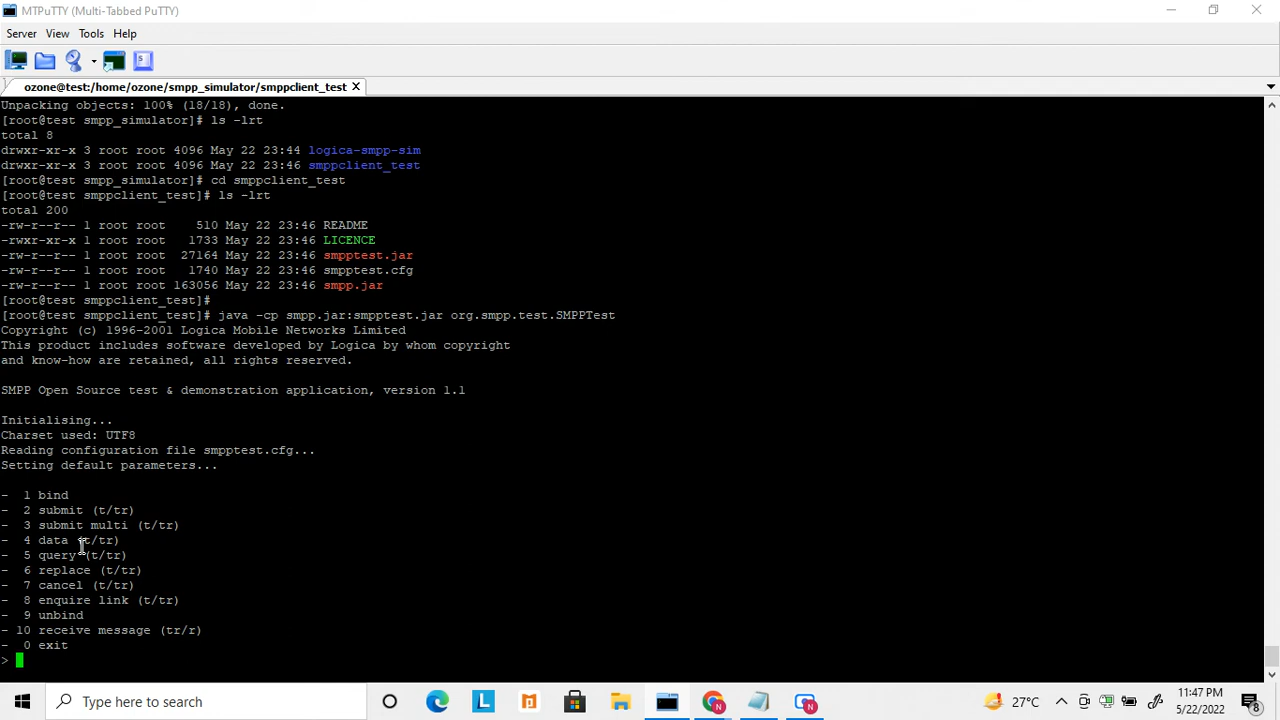 MTPuTTY (Multi-Tabbed PuTTY)
Server View Tools Help
ozone@test:/home/ozone/smpp_simulator/smppclient_test
Unpacking objects: 100% (18/18), done.
[root@test smpp_simulator]# ls -lrt
total 8
drwxr-xr-x 3 root root 4096 May 22 23:44 logica-smpp-sim
drwxr-xr-x 3 root root 4096 May 22 23:46 smppclient_test
[root@test smpp_simulator]# cd smppclient_test
[root@test smppclient_test]# ls -lrt
total 200
-rw-r--r-- 1 root root 510 May 22 23:46 README
-rwxr-xr-x 1 root root 1733 May 22 23:46 LICENCE
-rw-r--r-- 1 root root 27164 May 22 23:46 smpptest.jar
-rw-r--r-- 1 root root 1740 May 22 23:46 smpptest.cfg
-rw-r--r-- 1 root root 163056 May 22 23:46 smpp.jar
[root@test smppclient_test]#
[root@test smppclient_test]# java -cp smpp.jar:smpptest.jar org.smpp.test.SMPPTest
Copyright (c) 1996-2001 Logica Mobile Networks Limited
This product includes software developed by Logica by whom copyright
and know-how are retained, all rights reserved.
SMPP Open Source test & demonstration application, version 1.1
Initialising...
Charset used: UTF8
Reading configuration file smpptest.cfg...
Setting default parameters...
- 1 bind
- 2 submit (t/tr)
- 3 submit multi (t/tr)
- 4 data (t/tr)
- 5 query (t/tr)
- 6 replace (t/tr)
- 7 cancel (t/tr)
- 8 enquire link (t/tr)
- 9 unbind
- 10 receive message (tr/r)
- 0 exit
>
Type here to search
27°C
11:47 PM
5/22/2022
8